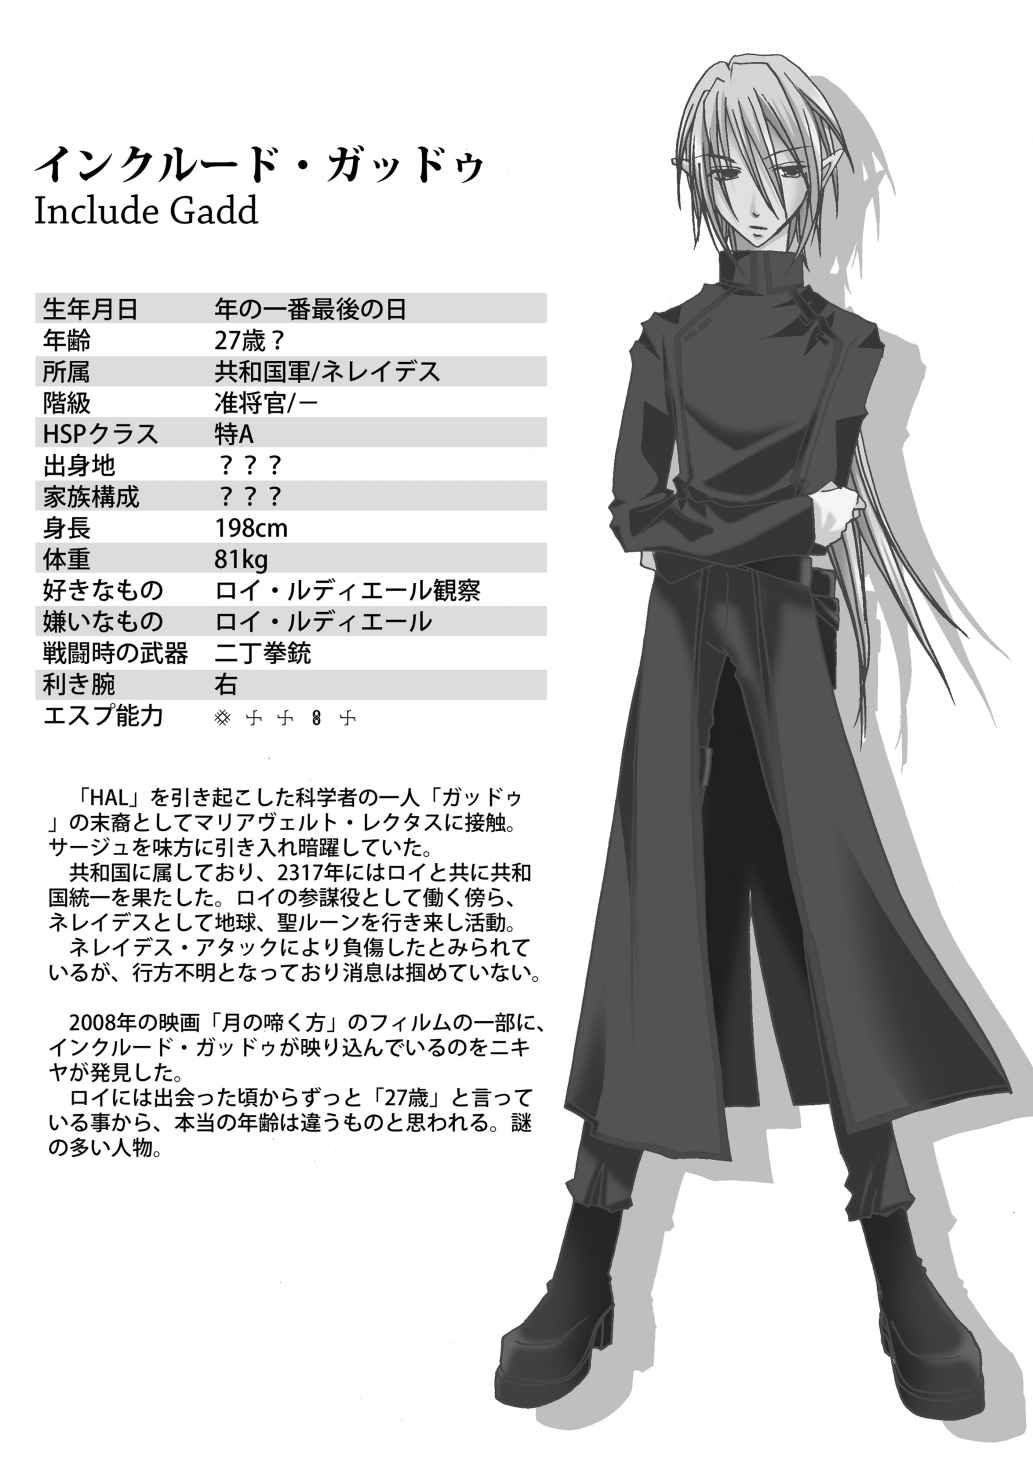 インクルード・ガッドゥ
Include Gadd
生年月日 年の一番最後の日
年齢 27歳？
所属 共和国軍/ネレイデス
階級 准将官/ー
HSPクラス 特A
出身地 ？？？
家族構成 ？？？
身長 198cm
体重 81kg
好きなもの ロイ・ルディエール観察
嫌いなもの ロイ・ルディエール
戦闘時の武器 二丁拳銃
利き腕 右
エスプ能力
「HAL」を引き起こした科学者の一人「ガッドゥ
」の末裔としてマリアヴェルト・レクタスに接触。
サージュを味方に引き入れ暗躍していた。
共和国に属しており、2317年にはロイと共に共和
国統一を果たした。ロイの参謀役として働く傍ら、
ネレイデスとして地球、聖ルーンを行き来し活動。
ネレイデス・アタックにより負傷したとみられて
いるが、行方不明となっており消息は掴めていない。
2008年の映画「月の啼く方」のフィルムの一部に、
インクルード・ガッドゥが映り込んでいるのをニキ
ヤが発見した。
ロイには出会った頃からずっと「27歳」と言って
いる事から、本当の年齢は違うものと思われる。謎
の多い人物。